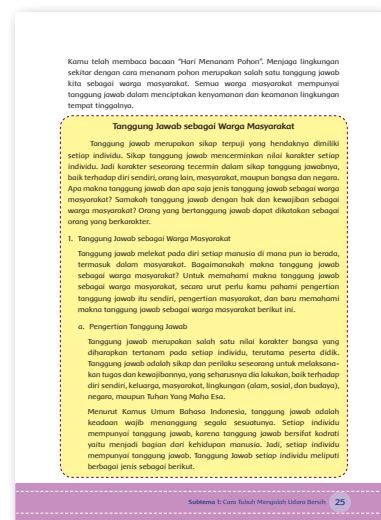 Kamu telah membaca bacaan “Hari Menanam Pohon”. Menjaga lingkungan
sekitar dengan cara menanam pohon merupakan salah satu tanggung jawab
kita sebagai warga masyarakat. Semua warga masyarakat mempunyai
tanggung jawab dalam menciptakan kenyamanan dan keamanan lingkungan
tempat tinggalnya.
Tanggung Jawab sebagai Warga Masyarakat
Tanggung jawab merupakan sikap terpuji yang hendaknya dimiliki
setiap individu. Sikap tanggung jawab mencerminkan nilai karakter setiap
individu. Jadi karakter seseorang tecermin dalam sikap tanggung jawabnya,
baik terhadap diri sendiri, orang lain, masyarakat, maupun bangsa dan negara.
Apa makna tanggung jawab dan apa saja jenis tanggung jawab sebagai warga
masyarakat? Samakah tanggung jawab dengan hak dan kewajiban sebagai
warga masyarakat? Orang yang bertanggung jawab dapat dikatakan sebagai
orang yang berkarakter.
1. Tanggung Jawab sebagai Warga Masyarakat
Tanggung jawab melekat pada diri setiap manusia di mana pun ia berada,
termasuk dalam masyarakat. Bagaimanakah makna tanggung jawab
sebagai warga masyarakat? Untuk memahami makna tanggung jawab
sebagai warga masyarakat, secara urut perlu kamu pahami pengertian
tanggung jawab itu sendiri, pengertian masyarakat, dan baru memahami
makna tanggung jawab sebagai warga masyarakat berikut ini.
a. Pengertian Tanggung Jawab
Tanggung jawab merupakan salah satu nilai karakter bangsa yang
diharapkan tertanam pada setiap individu, terutama peserta didik.
Tanggung jawab adalah sikap dan perilaku seseorang untuk melaksana-
kan tugas dan kewajibannya, yang seharusnya dia lakukan, baik terhadap
diri sendiri, keluarga, masyarakat, lingkungan (alam, sosial, dan budaya),
negara, maupun Tuhan Yang Maha Esa.
Menurut Kamus Umum Bahasa Indonesia, tanggung jawab adalah
keadaan wajib menanggung segala sesuatunya. Setiap individu
mempunyai tanggung jawab, karena tanggung jawab bersifat kodrati
yaitu menjadi bagian dari kehidupan manusia. Jadi, setiap individu
mempunyai tanggung jawab. Tanggung Jawab setiap individu meliputi
berbagai jenis sebagai berikut.
Subtema 1: Cara Tubuh Mengolah Udara Bersih 25